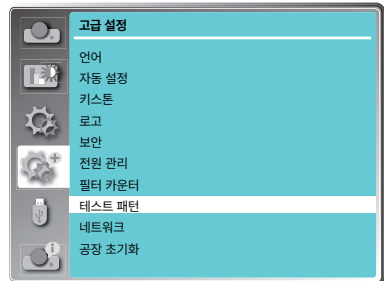 고급 설정
언어
자동 설정
키스톤
로고
보안
전원 관리
필터 카운터
테스트 패턴
네트워크
공장 초기화